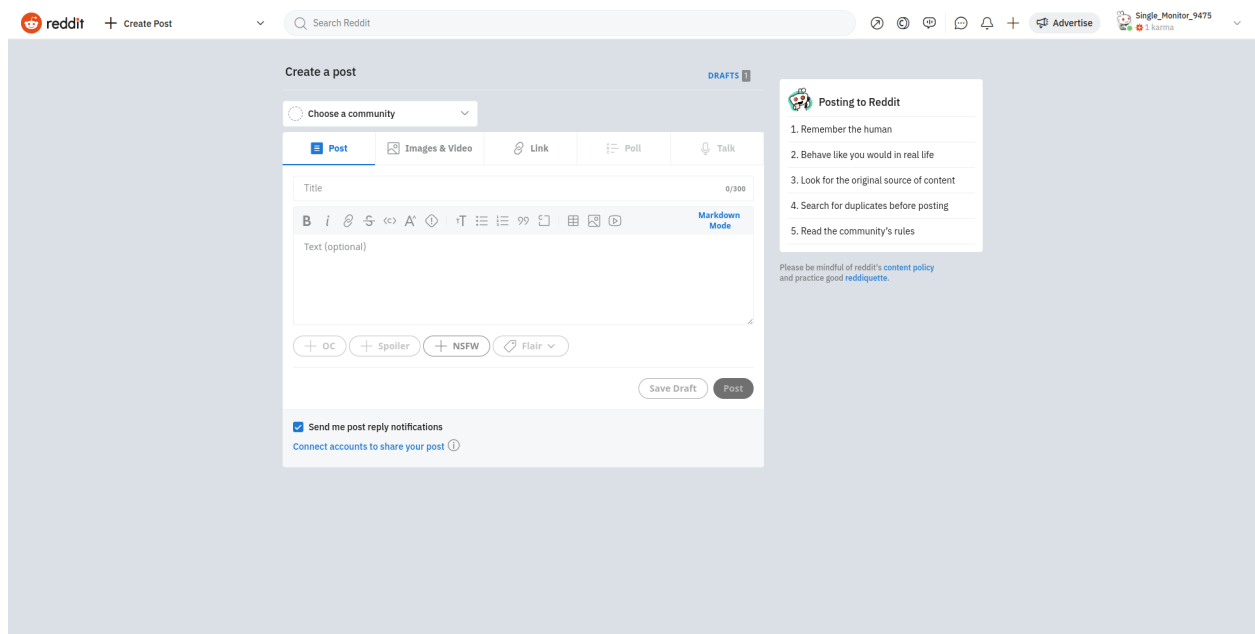 reddit
Create Post
Search Reddit
Advertise
Single_Monitor_9475
1 karma
Create a post
DRAFTS 1
Choose a community
Post
Images & Video
Link
Poll
Talk
Title
0/300
B i S <c> A T 99
Markdown
Mode
Text (optional)
+ OC
+ Spoiler
+ NSFW
Flair
Save Draft
Post
Send me post reply notifications
Connect accounts to share your post
Posting to Reddit
1. Remember the human
2. Behave like you would in real life
3. Look for the original source of content
4. Search for duplicates before posting
5. Read the community's rules
Please be mindful of reddit's content policy
and practice good reddiquette.